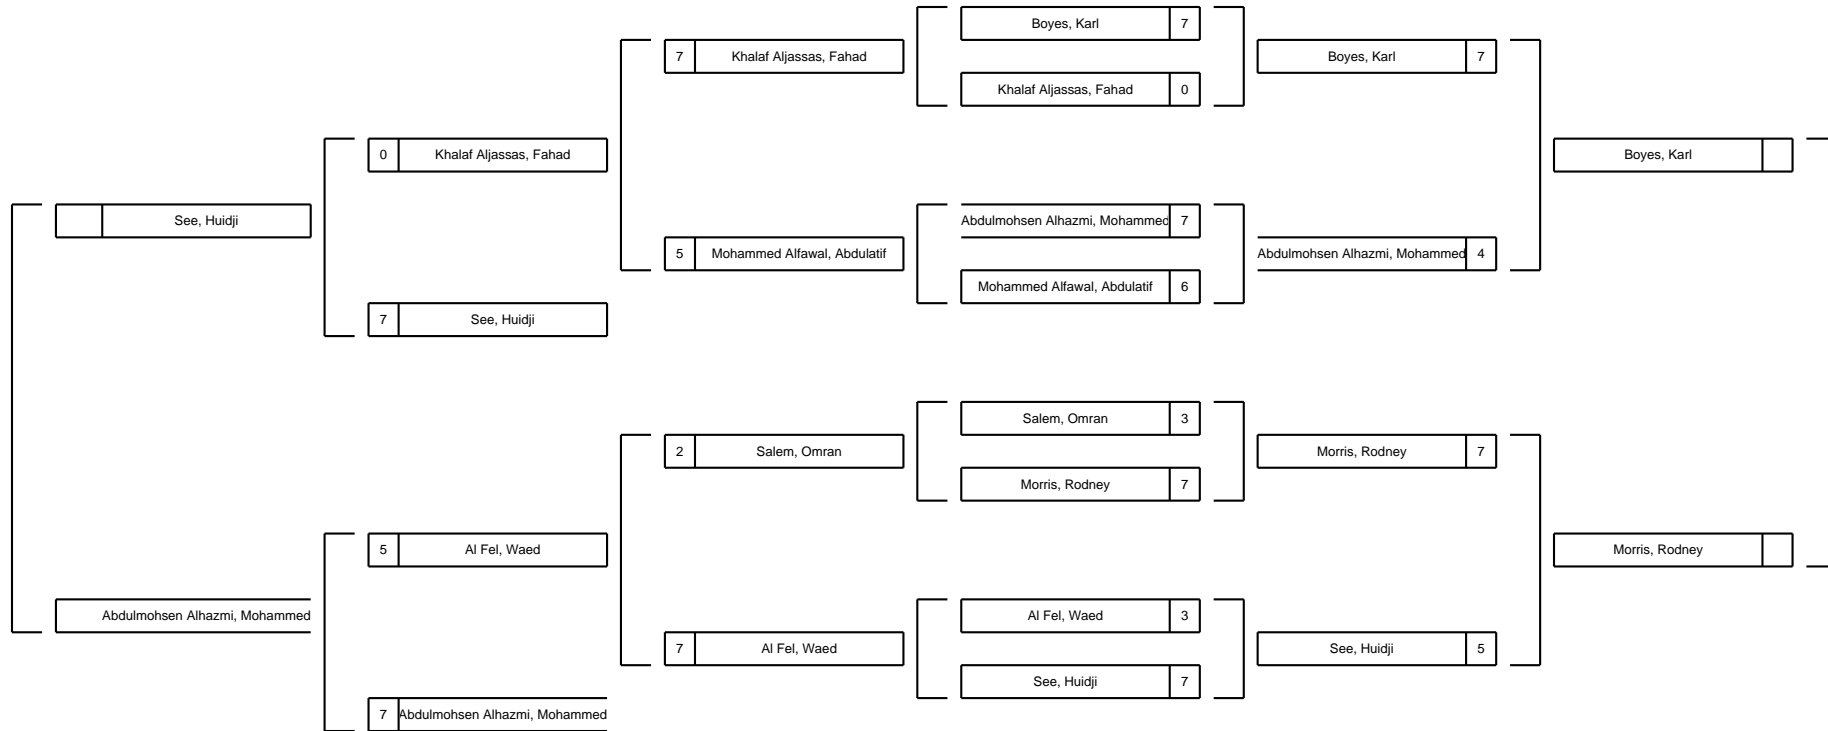 Boyes, Karl 7
7 Khalaf Aljassas, Fahad
Boyes, Karl 7
Khalaf Aljassas, Fahad 0
0 Khalaf Aljassas, Fahad
Boyes, Karl
See, Huidji
Abdulmohsen Alhazmi, Mohammed 7
5 Mohammed Alfawal, Abdulatif
Abdulmohsen Alhazmi, Mohammed 4
Mohammed Alfawal, Abdulatif 6
7 See, Huidji
Salem, Omran 3
2 Salem, Omran
Morris, Rodney 7
Morris, Rodney 7
5 Al Fel, Waed
Morris, Rodney
Abdulmohsen Alhazmi, Mohammed
Al Fel, Waed 3
7 Al Fel, Waed
See, Huidji 5
See, Huidji 7
7 Abdulmohsen Alhazmi, Mohammed